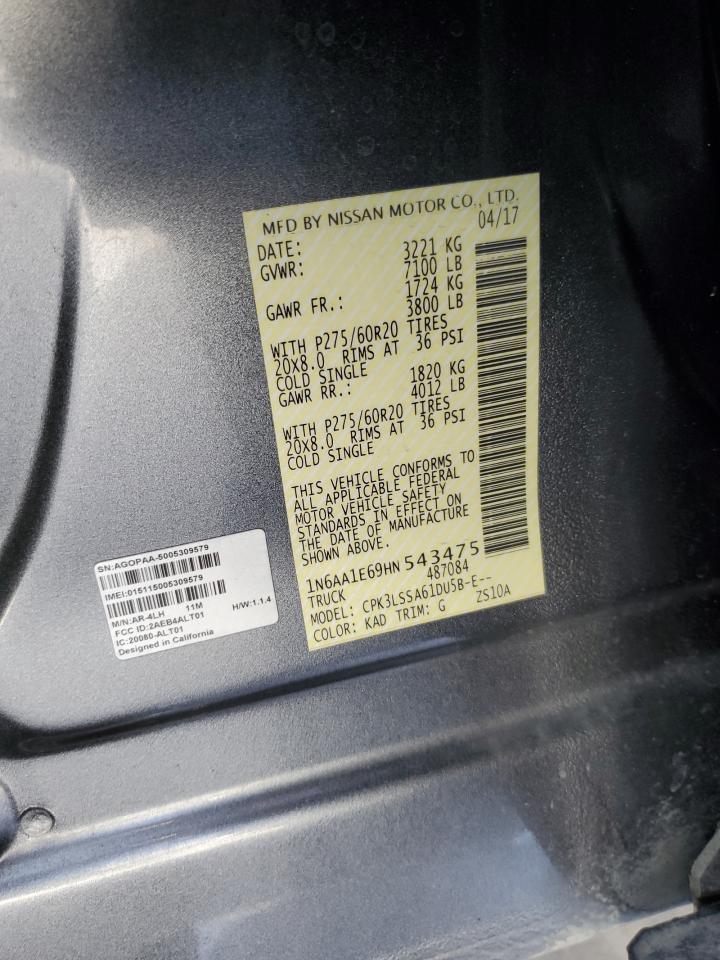 MFD BY NISSAN MOTOR CO., LTD.
DATE: 04/17
GVWR: 3221 KG
7100 LB
GAWR FR.: 1724 KG
3800 LB
WITH P275/60R20 TIRES
20X8.0 RIMS AT 36 PSI
COLD SINGLE
GAWR RR.: 1820 KG
4012 LB
WITH P275/60R20 TIRES
20X8.0 RIMS AT 36 PSI
COLD SINGLE
THIS VEHICLE CONFORMS TO
ALL APPLICABLE FEDERAL
MOTOR VEHICLE SAFETY
STANDARDS IN EFFECT ON
THE DATE OF MANUFACTURE
SHOWN ABOVE.
1N6AA1E69HN543475
TRUCK 487084
MODEL: CPK3LSSA61DU5B-E--
COLOR: KAD TRIM: G ZS10A
SN:AGOPAA-5005309579
IMEI:015115005309579
M/N:AR-4LH 11M H/W:1.1.4
FCC ID:2AEB4ALT01
IC:20080-ALT01
Designed in California